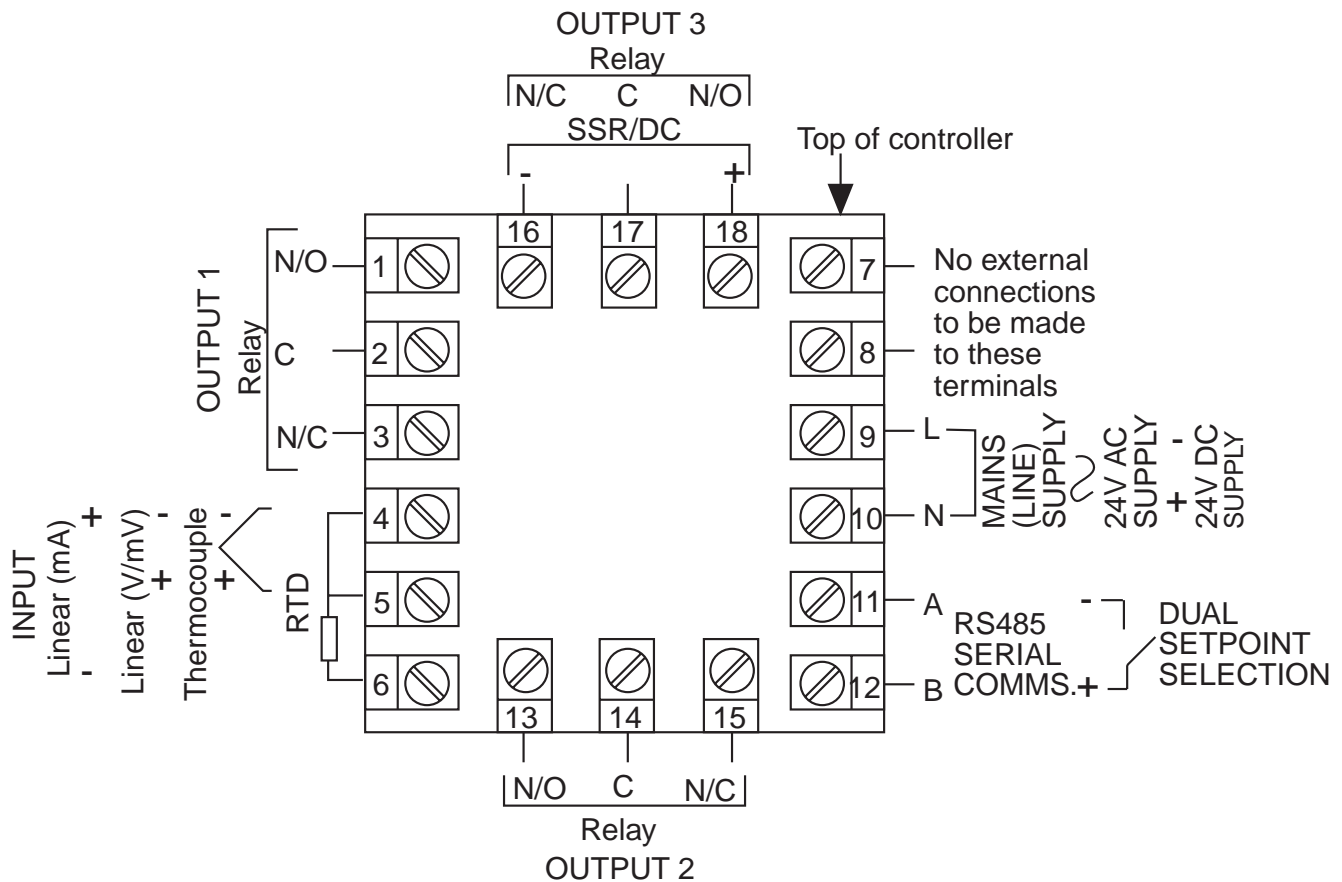 OUTPUT 3
Relay
N/C C N/O
SSR/DC
- +
Top of controller
16 17 18
OUTPUT 1
Relay
N/O
C
N/C
1
2
3
4
5
6
7
8
9
10
11
12
No external
connections
to be made
to these
terminals
L
N
MAINS
(LINE)
SUPPLY
24V AC
SUPPLY
- +
24V DC
SUPPLY
INPUT
Linear (mA)
+ -
Linear (V/mV)
- +
Thermocouple
- +
RTD
A
B
RS485
SERIAL
COMMS.
- +
DUAL
SETPOINT
SELECTION
13 14 15
N/O C N/C
Relay
OUTPUT 2